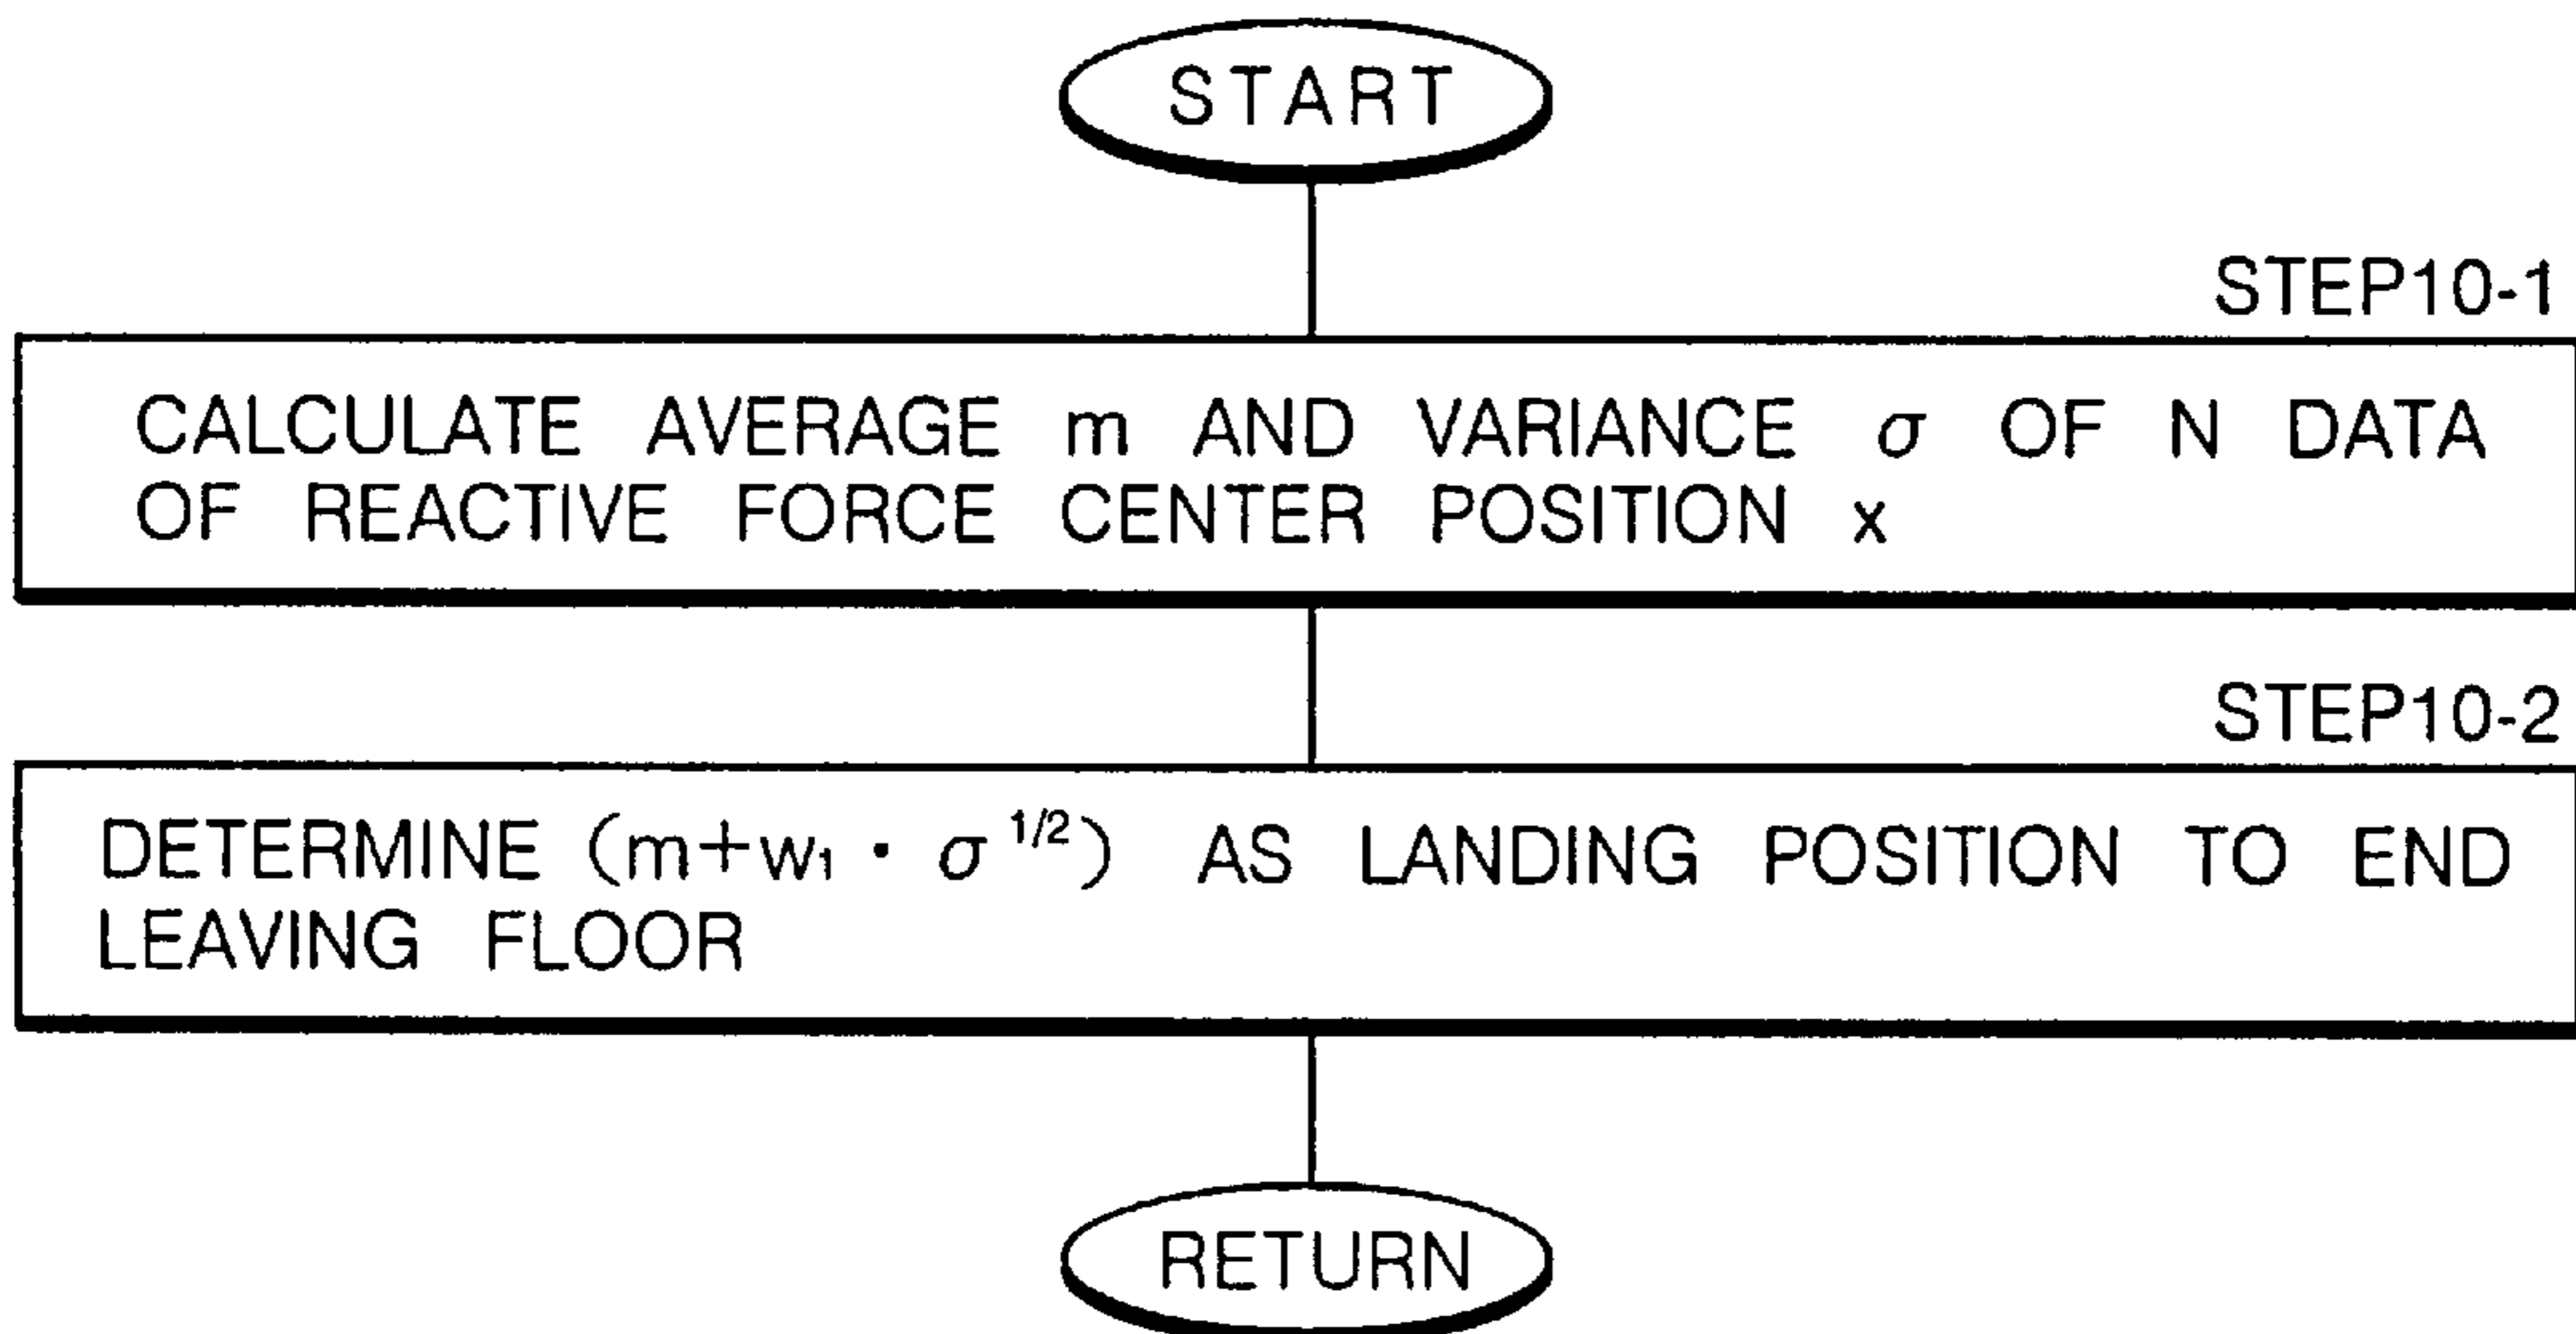 START
STEP10-1
CALCULATE AVERAGE m AND VARIANCE σ OF N DATA
OF REACTIVE FORCE CENTER POSITION x
STEP10-2
DETERMINE (m+w₁・σ^{1/2}) AS LANDING POSITION TO END
LEAVING FLOOR
RETURN